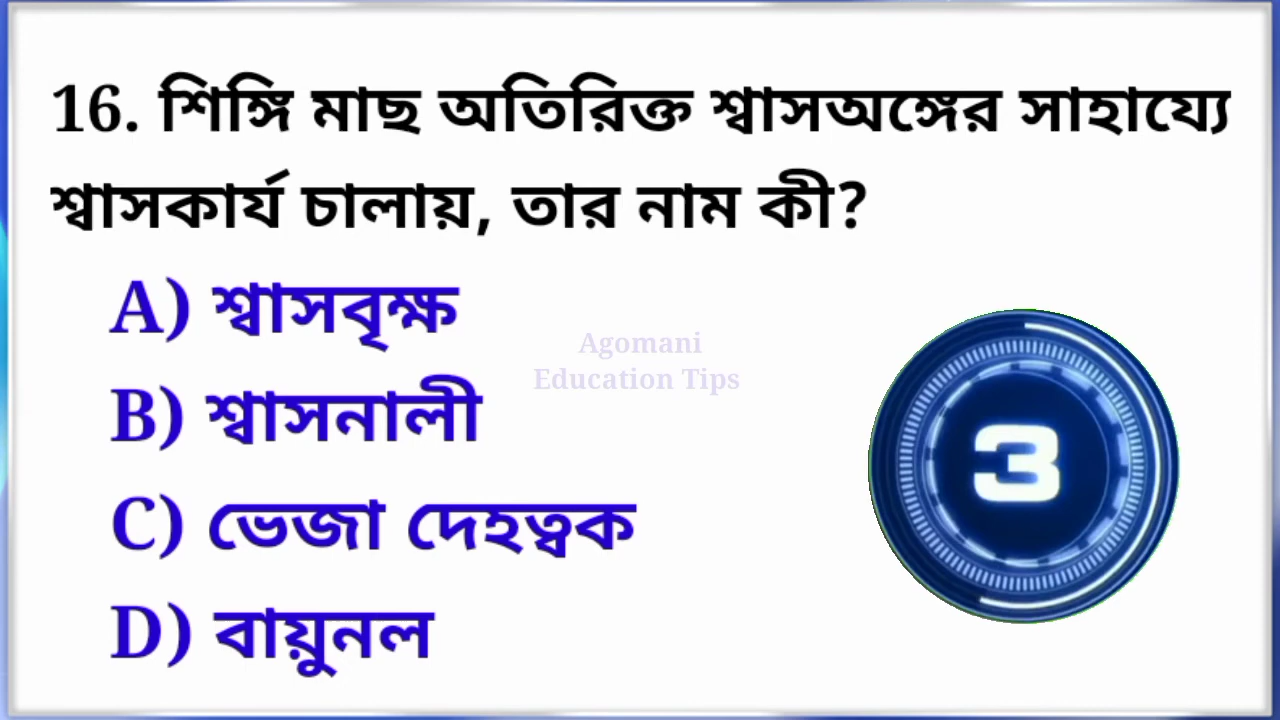 16. শিঙ্গি মাছ অতিরিক্ত শ্বাসঅঙ্গের সাহায্যে
শ্বাসকার্য চালায়, তার নাম কী?
A) শ্বাসবৃক্ষ
Agomani
Education Tips
B) শ্বাসনালী
3
C) ভেজা দেহত্বক
D) বায়ুনল